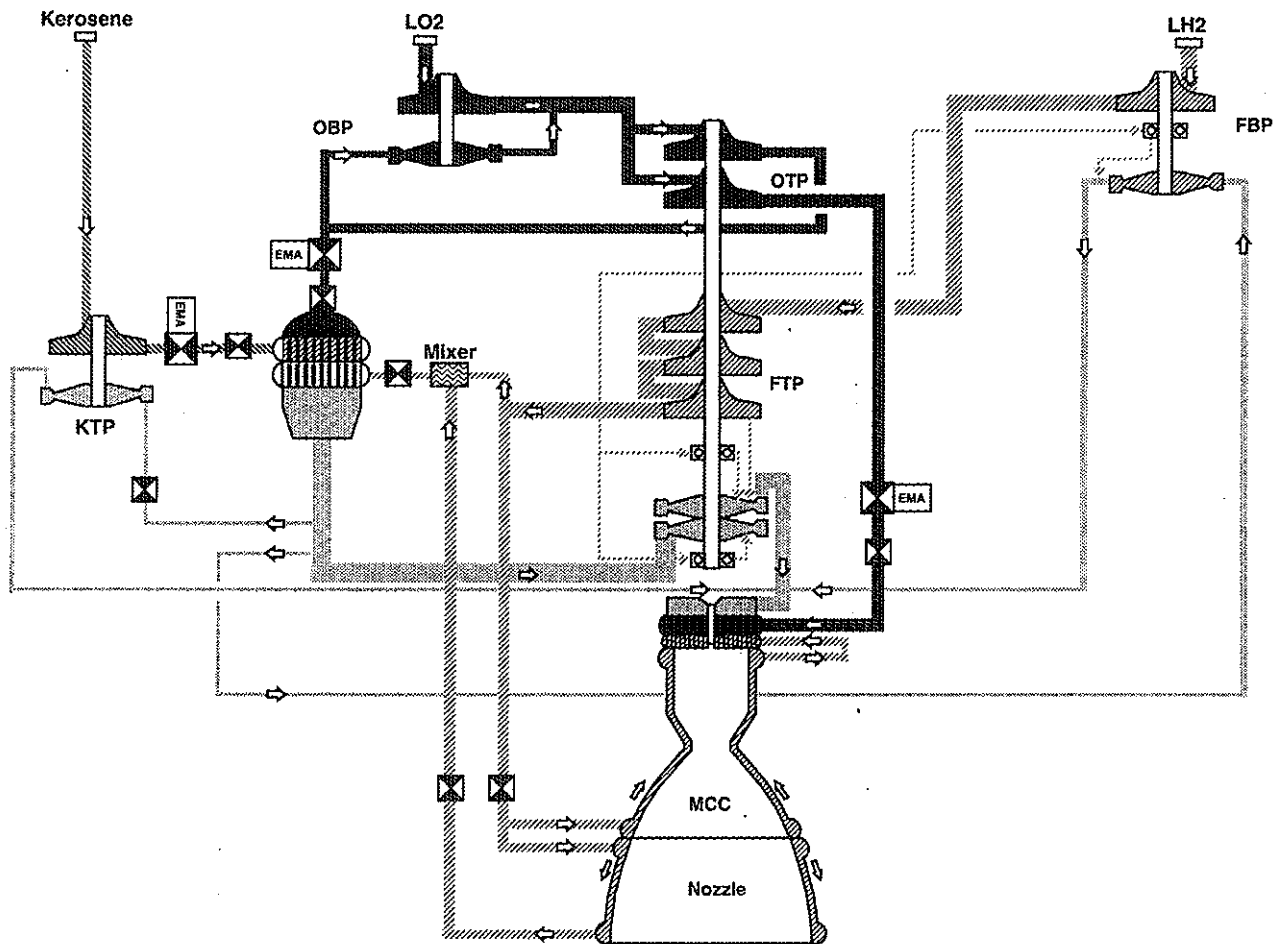 Kerosene
LO2
LH2
OBP
FBP
OTP
EMA
EMA
Mixer
FTP
KTP
EMA
MCC
Nozzle